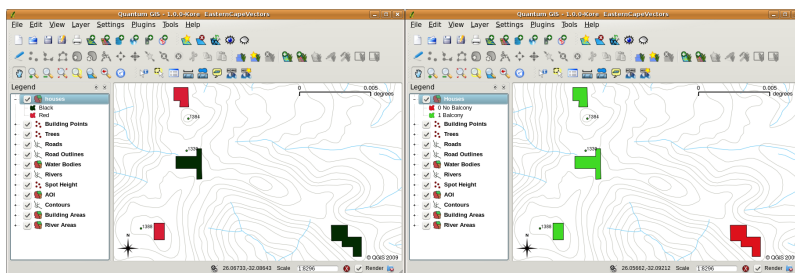 Quantum GIS - 1.0.0-Kore EasternCapeVectors
File Edit View Layer Settings Plugins Tools Help
Legend
Houses
Black
Red
Building Points
Trees
Roads
Road Outlines
Water Bodies
Rivers
Spot Height
AOI
Contours
Building Areas
River Areas
0 0.005
degrees
1394
1388
N
© QGIS 2009
26.06733,-32.08643 Scale 1:8296 Render
Quantum GIS - 1.0.0-Kore EasternCapeVectors
File Edit View Layer Settings Plugins Tools Help
Legend
Houses
0 No Balcony
1 Balcony
Building Points
Trees
Roads
Road Outlines
Water Bodies
Rivers
Spot Height
AOI
Contours
Building Areas
River Areas
0 0.005
degrees
1394
1388
N
© QGIS 2009
26.05662,-32.09212 Scale 1:8296 Render